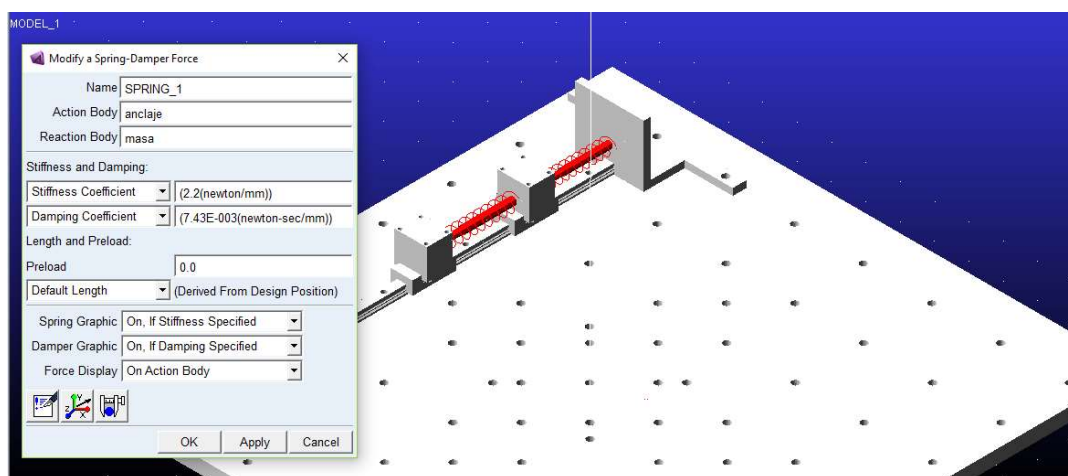 MODEL_1
Modify a Spring-Damper Force
Name SPRING_1
Action Body anclaje
Reaction Body masa
Stiffness and Damping:
Stiffness Coefficient (2.2(newton/mm))
Damping Coefficient (7.43E-003(newton-sec/mm))
Length and Preload:
Preload 0.0
Default Length (Derived From Design Position)
Spring Graphic On, If Stiffness Specified
Damper Graphic On, If Damping Specified
Force Display On Action Body
OK Apply Cancel